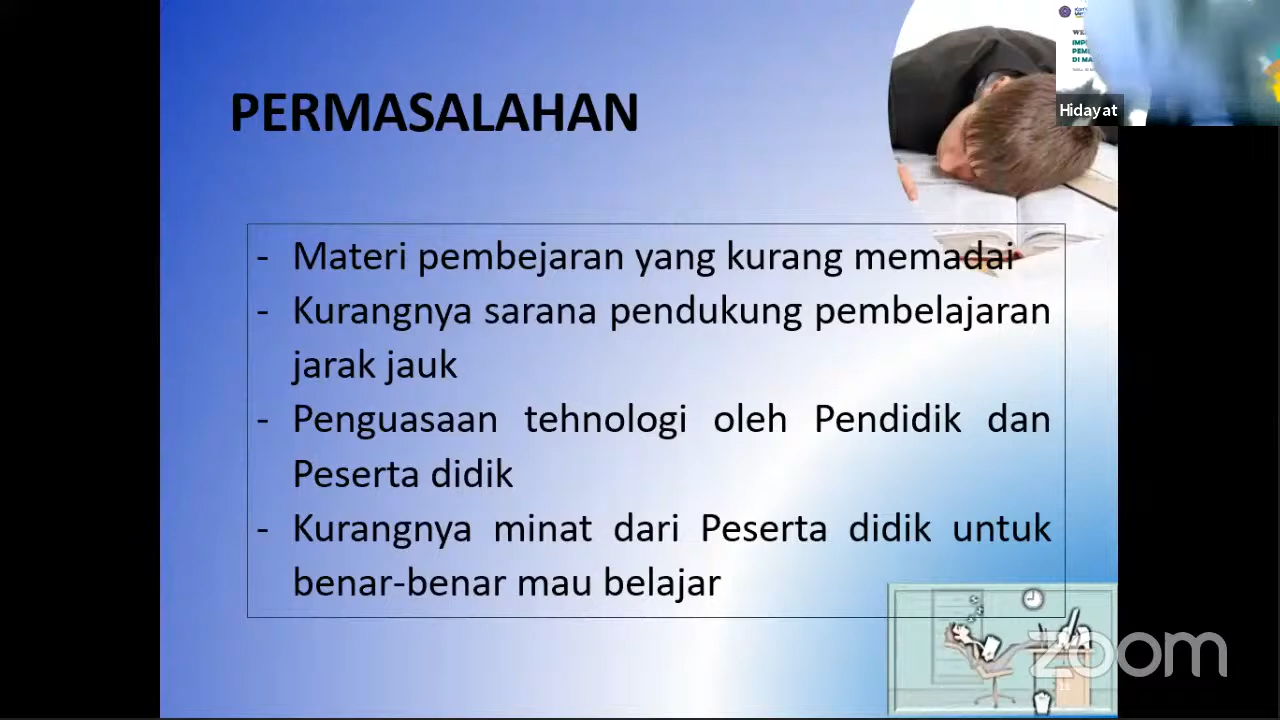 PERMASALAHAN
Hidayat
- Materi pembejaran yang kurang memadai
- Kurangnya sarana pendukung pembelajaran
jarak jauk
- Penguasaan tehnologi oleh Pendidik dan
Peserta didik
- Kurangnya minat dari Peserta didik untuk
benar-benar mau belajar
zoom